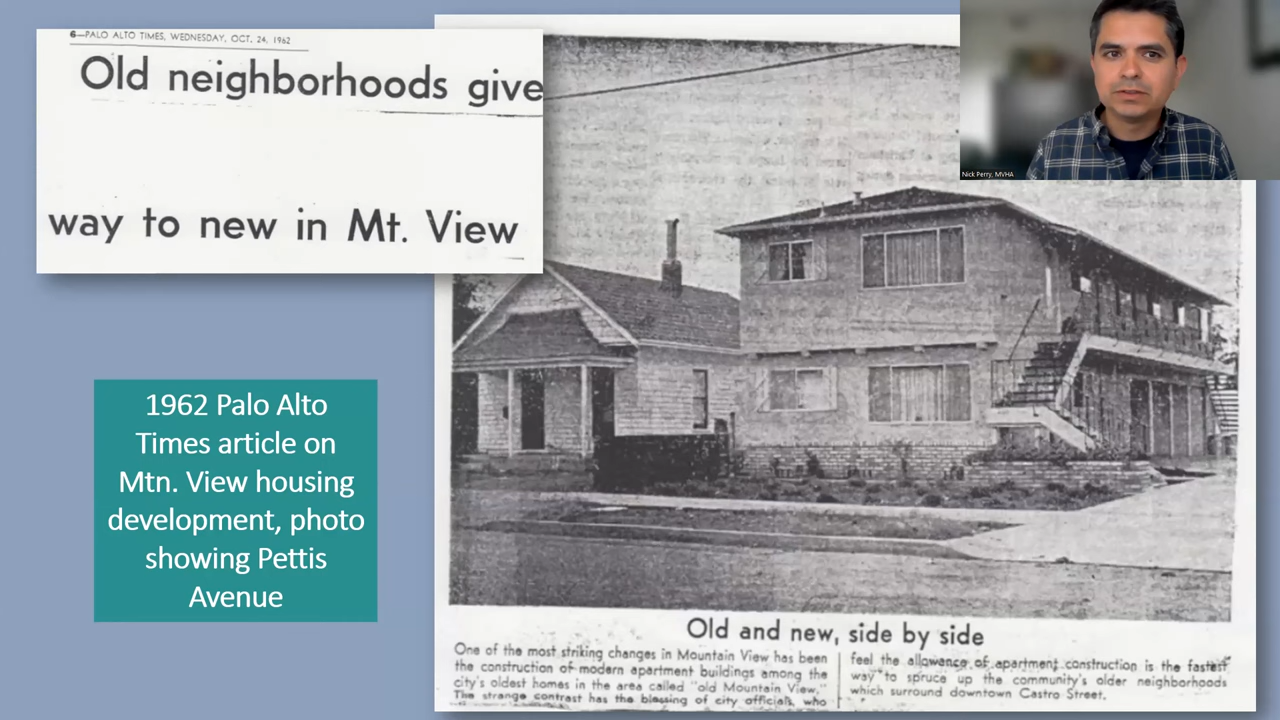 6—PALO ALTO TIMES, WEDNESDAY, OCT. 24, 1962
Old neighborhoods give
way to new in Mt. View
Nick Perry, MVHA
1962 Palo Alto
Times article on
Mtn. View housing
development, photo
showing Pettis
Avenue
Old and new, side by side
One of the most striking changes in Mountain View has been
the construction of modern apartment buildings among the
city's oldest homes in the area called "old Mountain View."
The strange contrast has the blessing of city officials, who
feel the allowance of apartment construction is the fastest
way to spruce up the community's older neighborhoods
which surround downtown Castro Street.